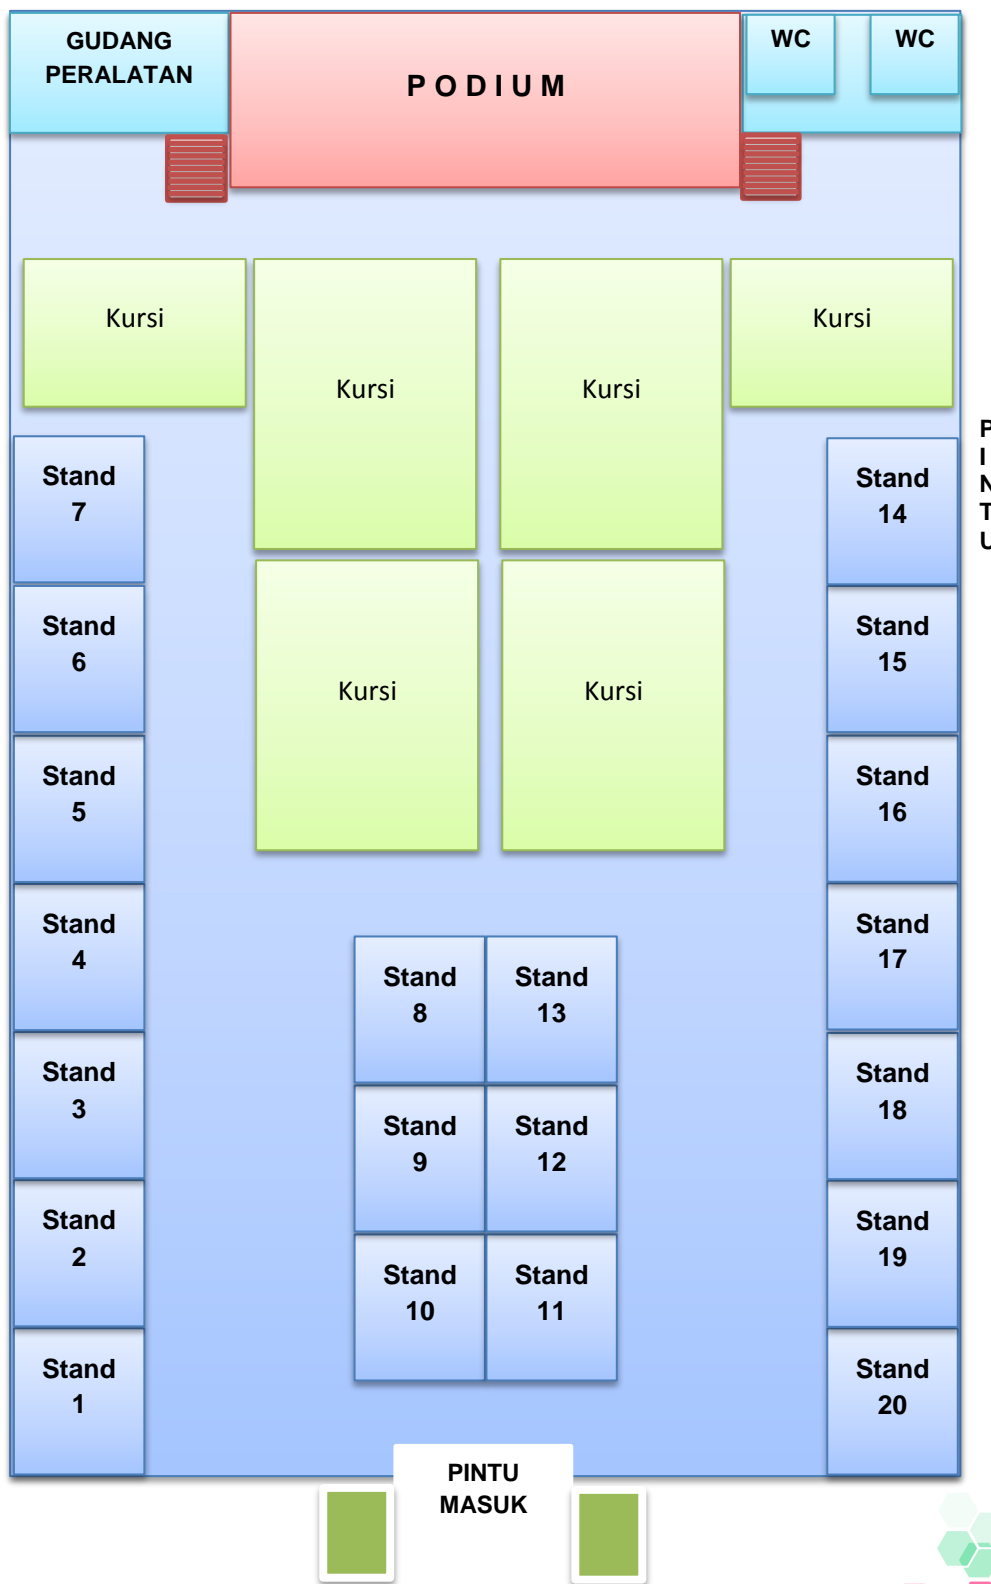 GUDANG
PERALATAN
P O D I U M
WC
WC
Kursi
Kursi
Kursi
Kursi
Stand
7
Stand
14
P
I
N
T
U
Stand
6
Kursi
Kursi
Stand
15
Stand
5
Stand
16
Stand
4
Stand
17
Stand
8
Stand
13
Stand
3
Stand
18
Stand
9
Stand
12
Stand
2
Stand
19
Stand
10
Stand
11
Stand
1
Stand
20
PINTU
MASUK